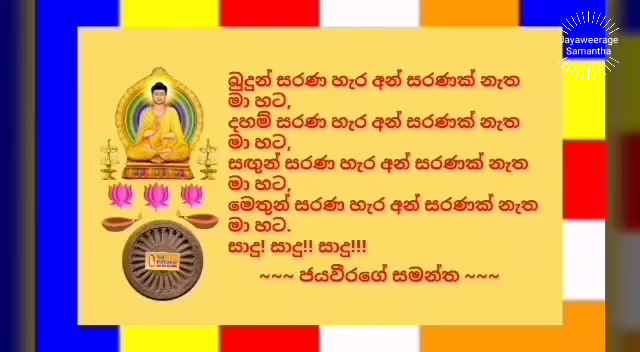 Jayaweerage
Samantha
බුදුන් සරණ හැර අන් සරණක් නැත
මා හට,
දහම් සරණ හැර අන් සරණක් නැත
මා හට,
සඟුන් සරණ හැර අන් සරණක් නැත
මා හට,
මෙතුන් සරණ හැර අන් සරණක් නැත
මා හට.
සාදු! සාදු!! සාදු!!!
~~~ ජයවීරගේ සමන්ත ~~~